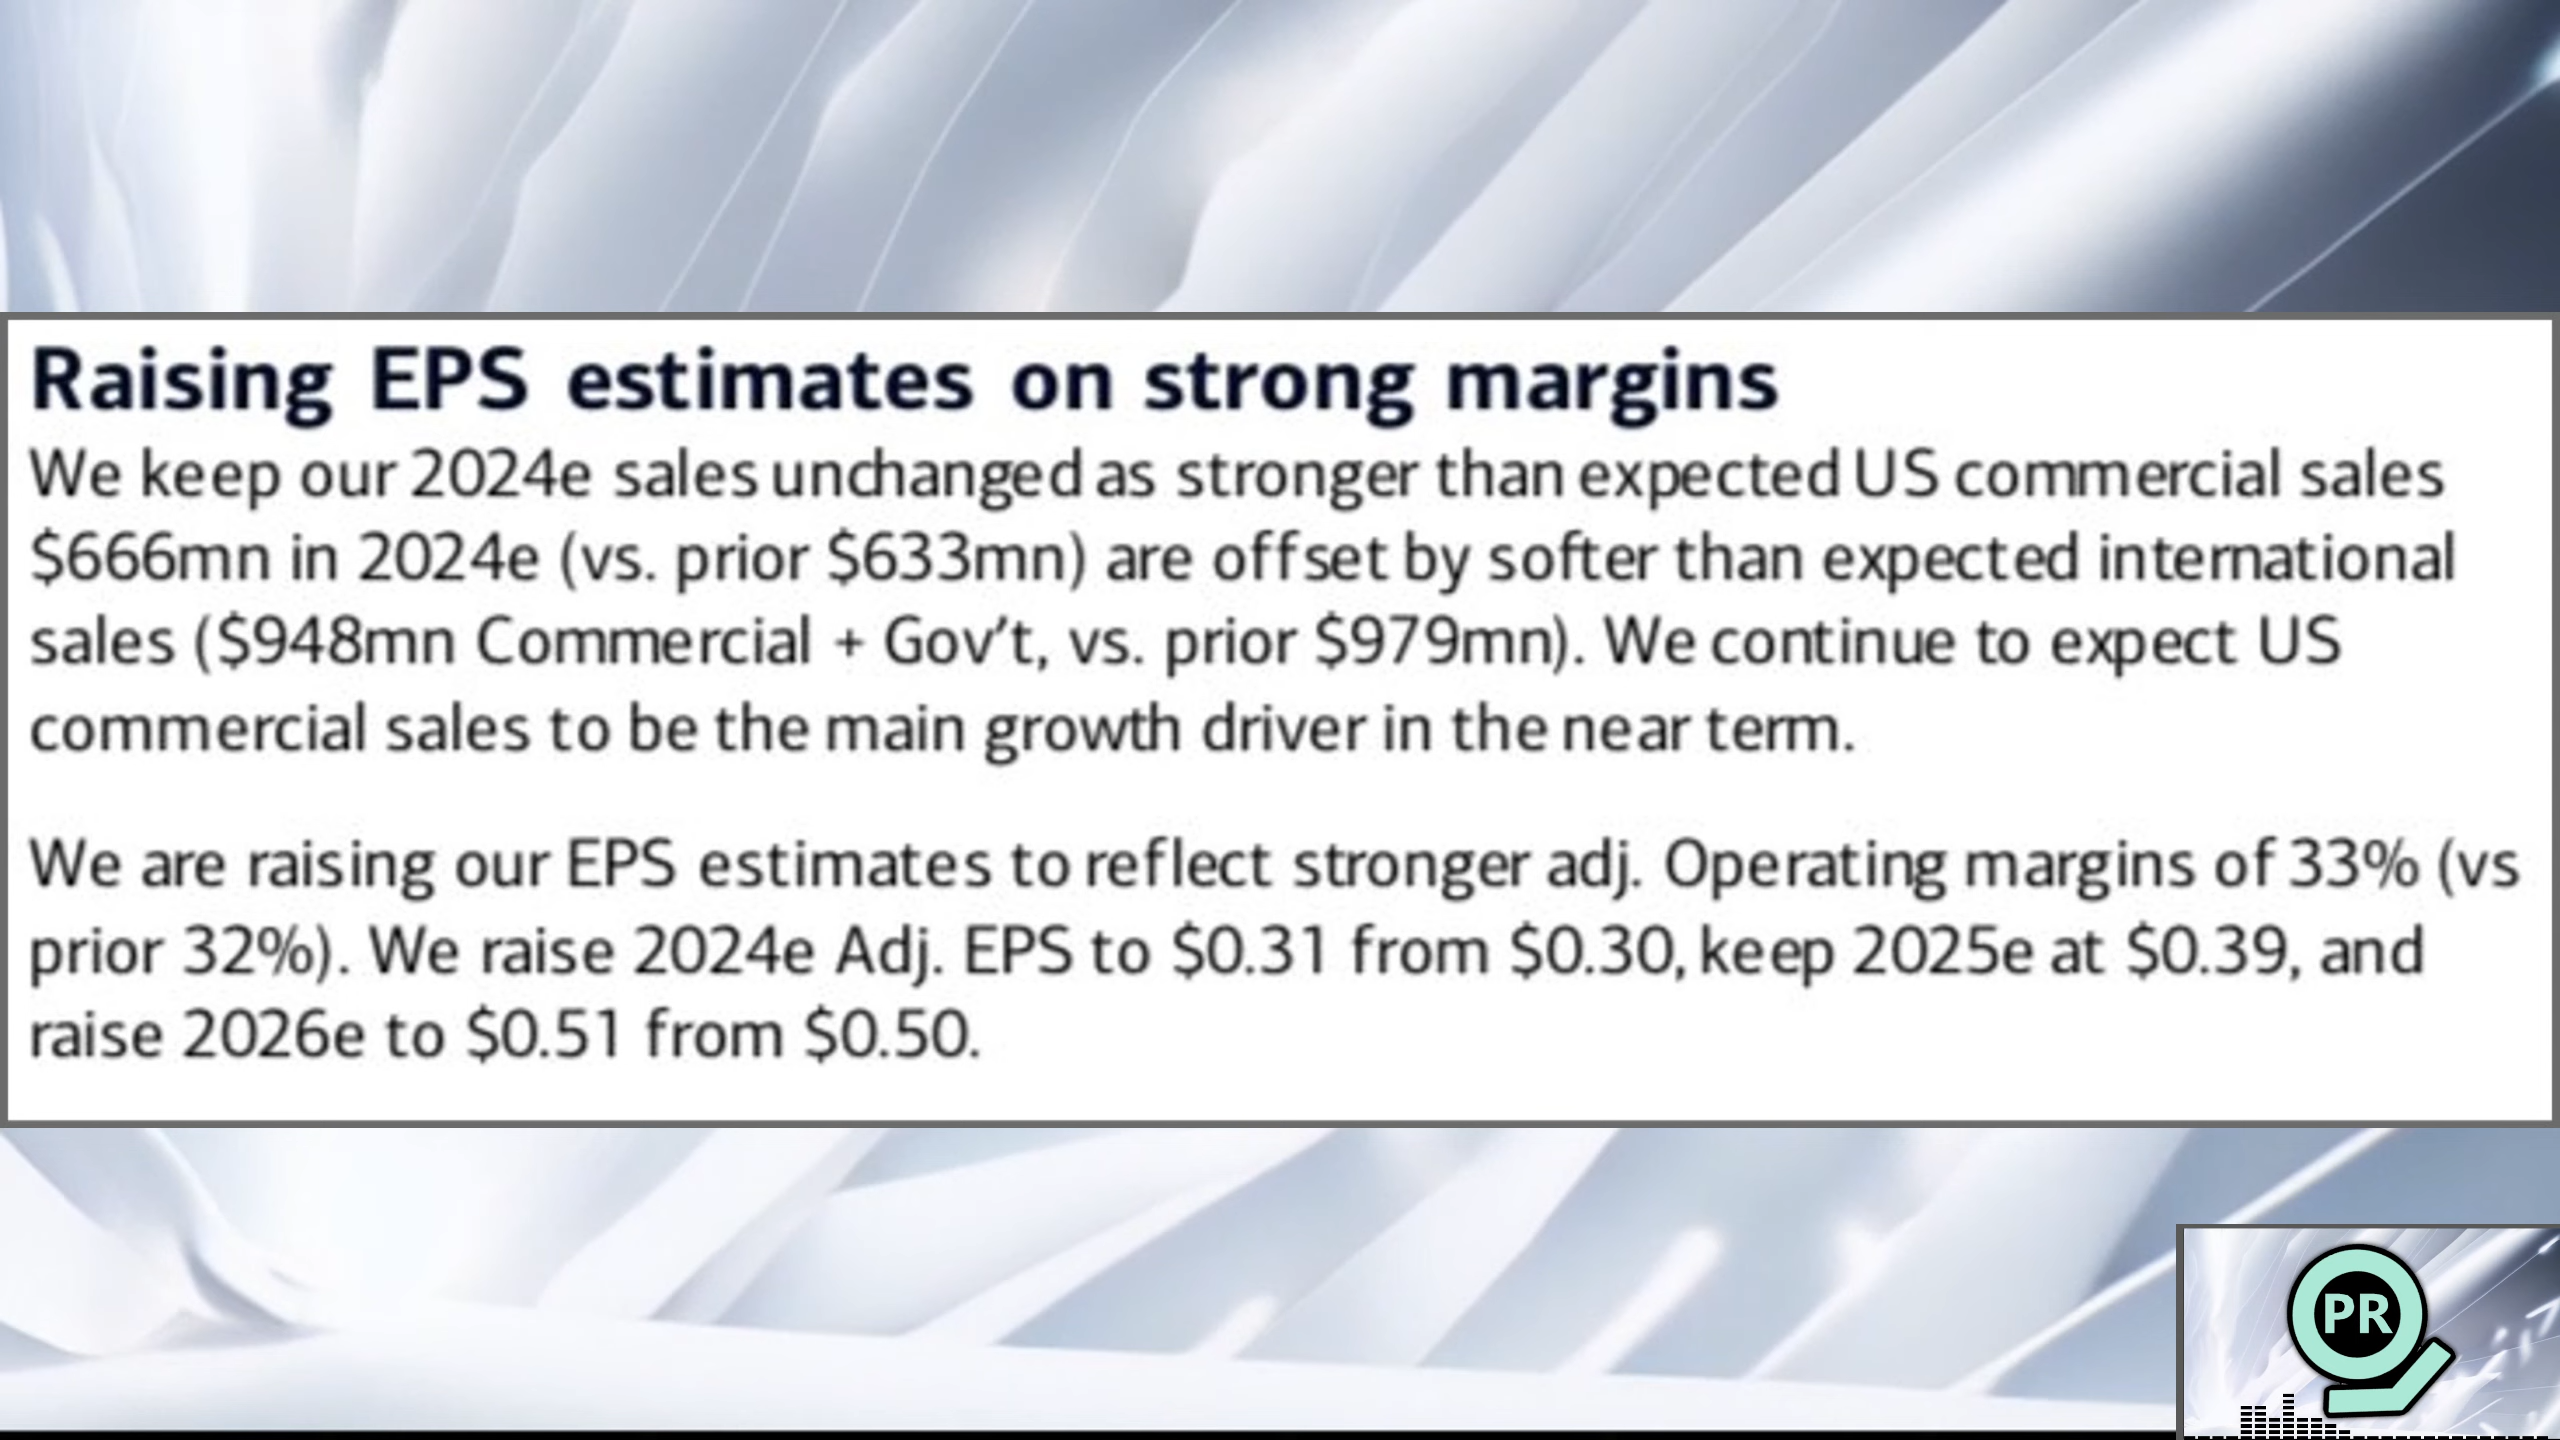 Raising EPS estimates on strong margins
We keep our 2024e sales unchanged as stronger than expected US commercial sales
$666mn in 2024e (vs. prior $633mn) are offset by softer than expected international
sales ($948mn Commercial + Gov’t, vs. prior $979mn). We continue to expect US
commercial sales to be the main growth driver in the near term.
We are raising our EPS estimates to reflect stronger adj. Operating margins of 33% (vs
prior 32%). We raise 2024e Adj. EPS to $0.31 from $0.30, keep 2025e at $0.39, and
raise 2026e to $0.51 from $0.50.
PR